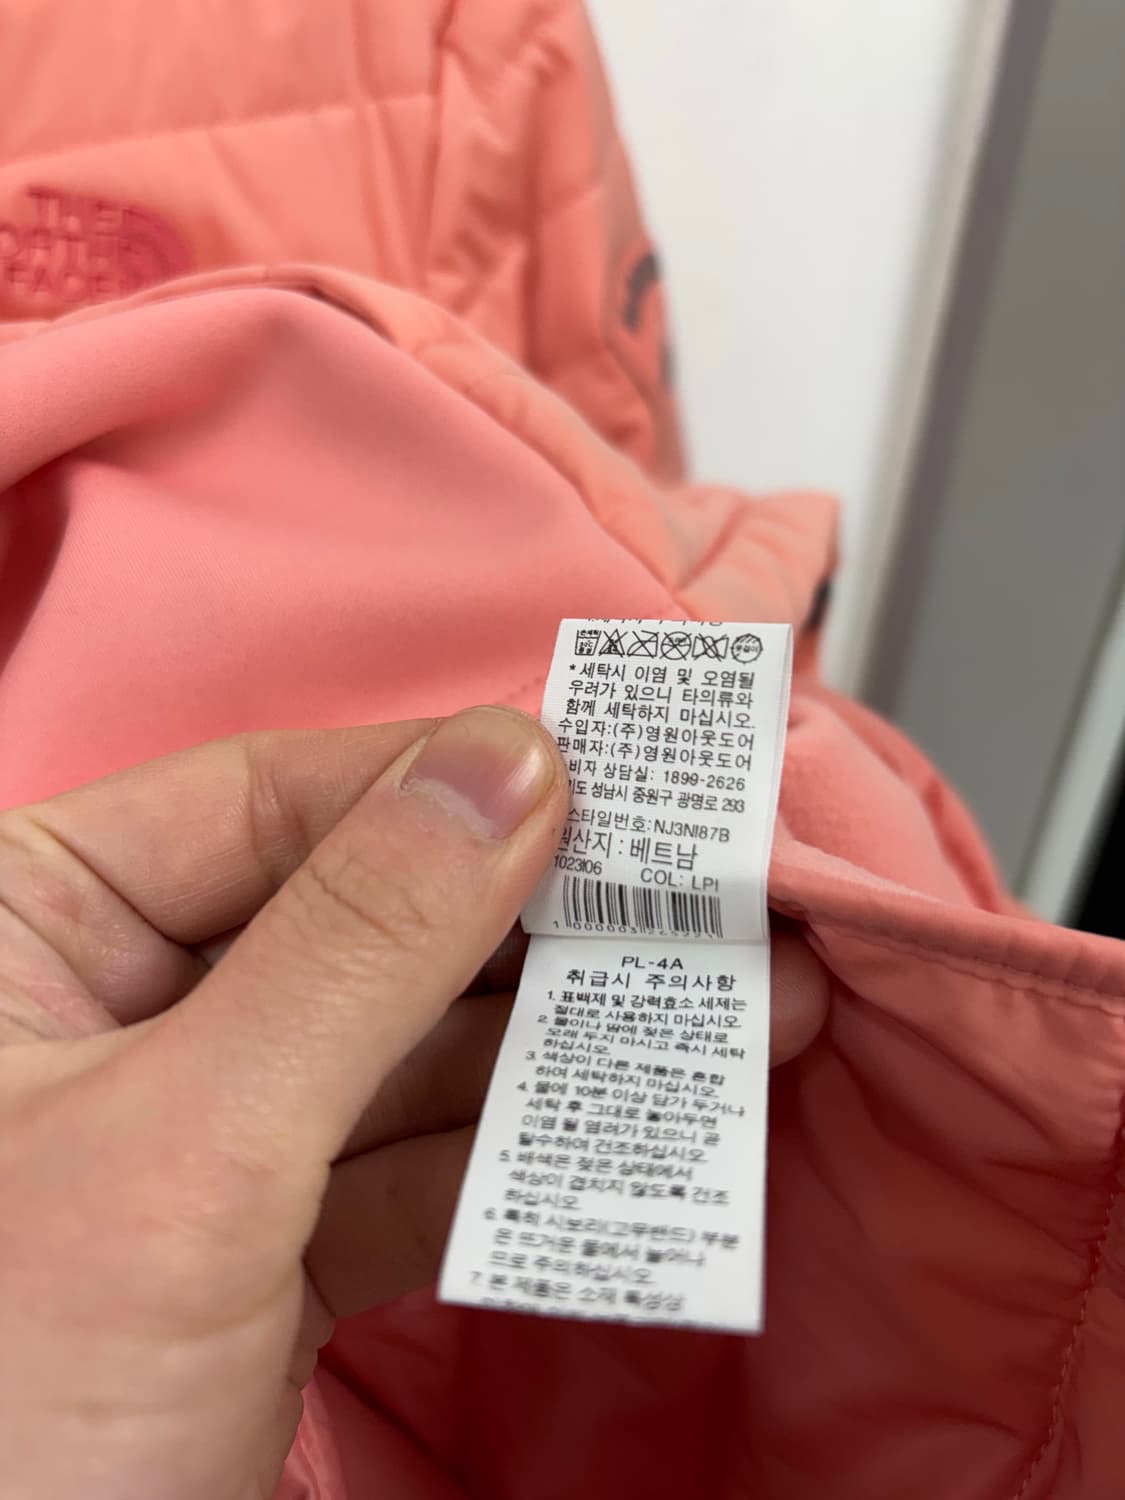 THE
NORTH
FACE
* 세탁시 이염 및 오염될
우려가 있으니 타의류와
함께 세탁하지 마십시오.
수입자:(주)영원아웃도어
판매자:(주)영원아웃도어
비자 상담실: 1899-2626
기도 성남시 중원구 광명로 293
스타일번호:NJ3NI87B
원산지 : 베트남
COL: LPI
PL-4A
취급시 주의사항
1. 표백제 및 강력효소 세제는
절대로 사용하지 마십시오.
2. 물이나 땀에 젖은 상태로
오래 두지 마시고 즉시 세탁
하십시오.
3. 색상이 다른 제품은 혼합
하여 세탁하지 마십시오.
4. 물에 10분 이상 담가 두거나
세탁 후 그대로 놓아두면
이염 될 염려가 있으니 곧
탈수하여 건조하십시오.
5. 배색은 젖은 상태에서
색상이 겹치지 않도록 건조
하십시오.
6. 특히 시보리(고무밴드) 부분
은 뜨거운 물에서 늘어나
므로 주의하십시오.
7. 본 제품은 소재 특성상